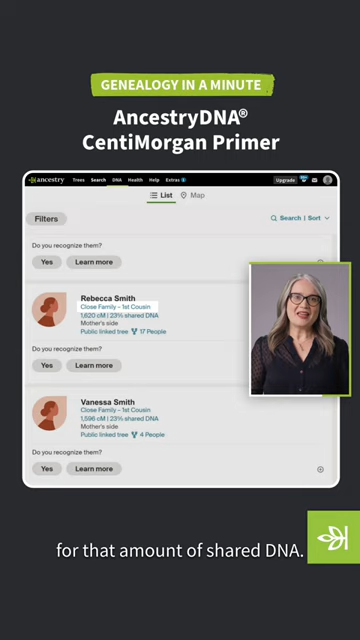 GENEALOGY IN A MINUTE
AncestryDNA®
CentiMorgan Primer
ancestry Trees Search DNA Health Help Extras Upgrade
List Map
Filters Search | Sort
Do you recognize them?
Yes Learn more
Rebecca Smith
Close Family – 1st Cousin
1,620 cM | 23% shared DNA
Mother's side
Public linked tree 17 People
Do you recognize them?
Yes Learn more
Vanessa Smith
Close Family – 1st Cousin
1,596 cM | 23% shared DNA
Mother's side
Public linked tree 4 People
Do you recognize them?
Yes Learn more
for that amount of shared DNA.